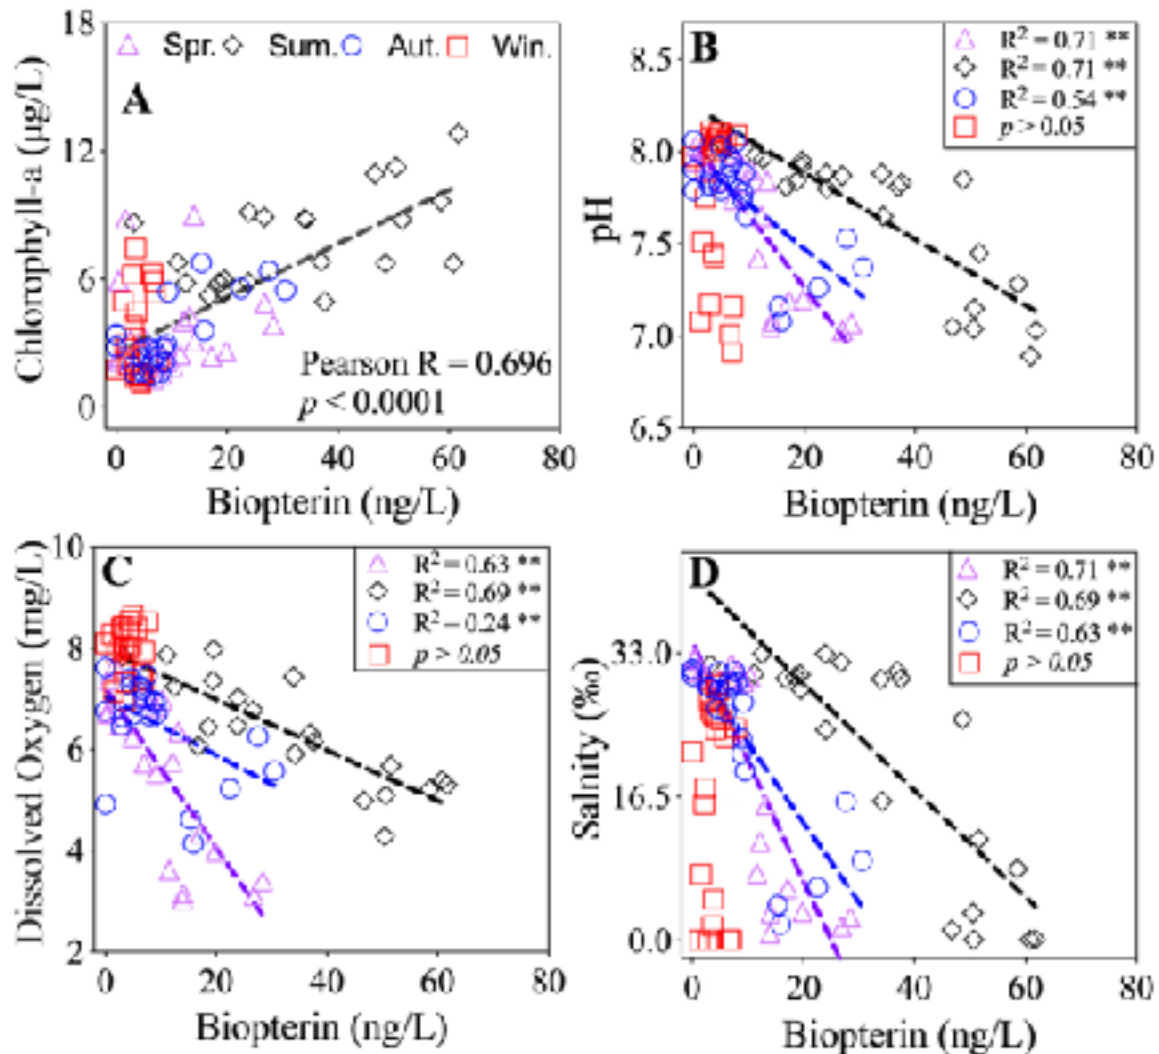 Chlorophyll-a (µg/L)
18
12
6
0
Spr. Sum. Aut. Win.
A
Pearson R = 0.696
p < 0.0001
0 20 40 60 80
Biopterin (ng/L)
pH
8.5
8.0
7.5
7.0
6.5
B
R² = 0.71 **
R² = 0.71 **
R² = 0.54 **
p > 0.05
0 20 40 60 80
Biopterin (ng/L)
Dissolved Oxygen (mg/L)
10
8
6
4
2
C
R² = 0.63 **
R² = 0.69 **
R² = 0.24 **
p > 0.05
0 20 40 60 80
Biopterin (ng/L)
Salnity (‰)
33.0
16.5
0.0
D
R² = 0.71 **
R² = 0.69 **
R² = 0.63 **
p > 0.05
0 20 40 60 80
Biopterin (ng/L)